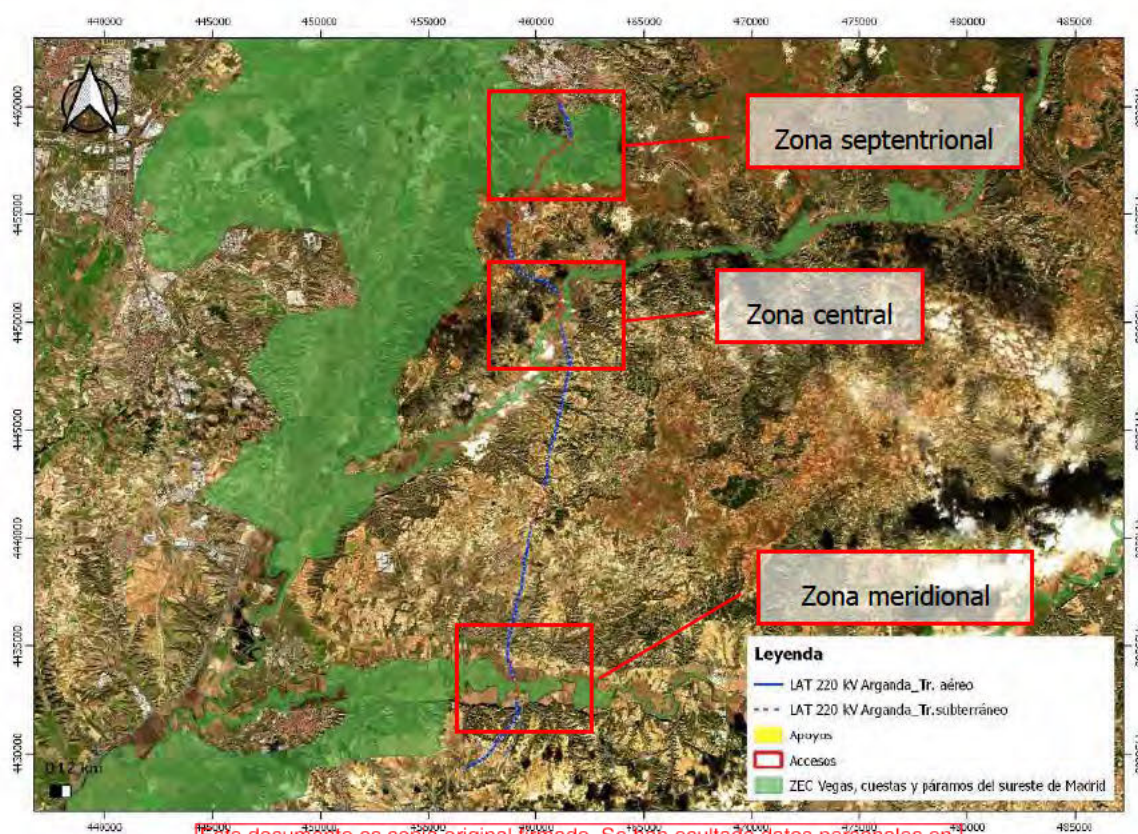 440000 445000 450000 455000 460000 465000 470000 475000 480000 485000
4460000
4455000
4450000
4445000
4440000
4435000
4430000
Zona septentrional
Zona central
Zona meridional
Leyenda
LAT 220 kV Arganda_Tr. aéreo
LAT 220 kV Arganda_Tr.subterráneo
Apoyos
Accesos
ZEC Vegas, cuestas y páramos del sureste de Madrid
0 1 2 km
440000 445000 450000 455000 460000 465000 470000 475000 480000 485000